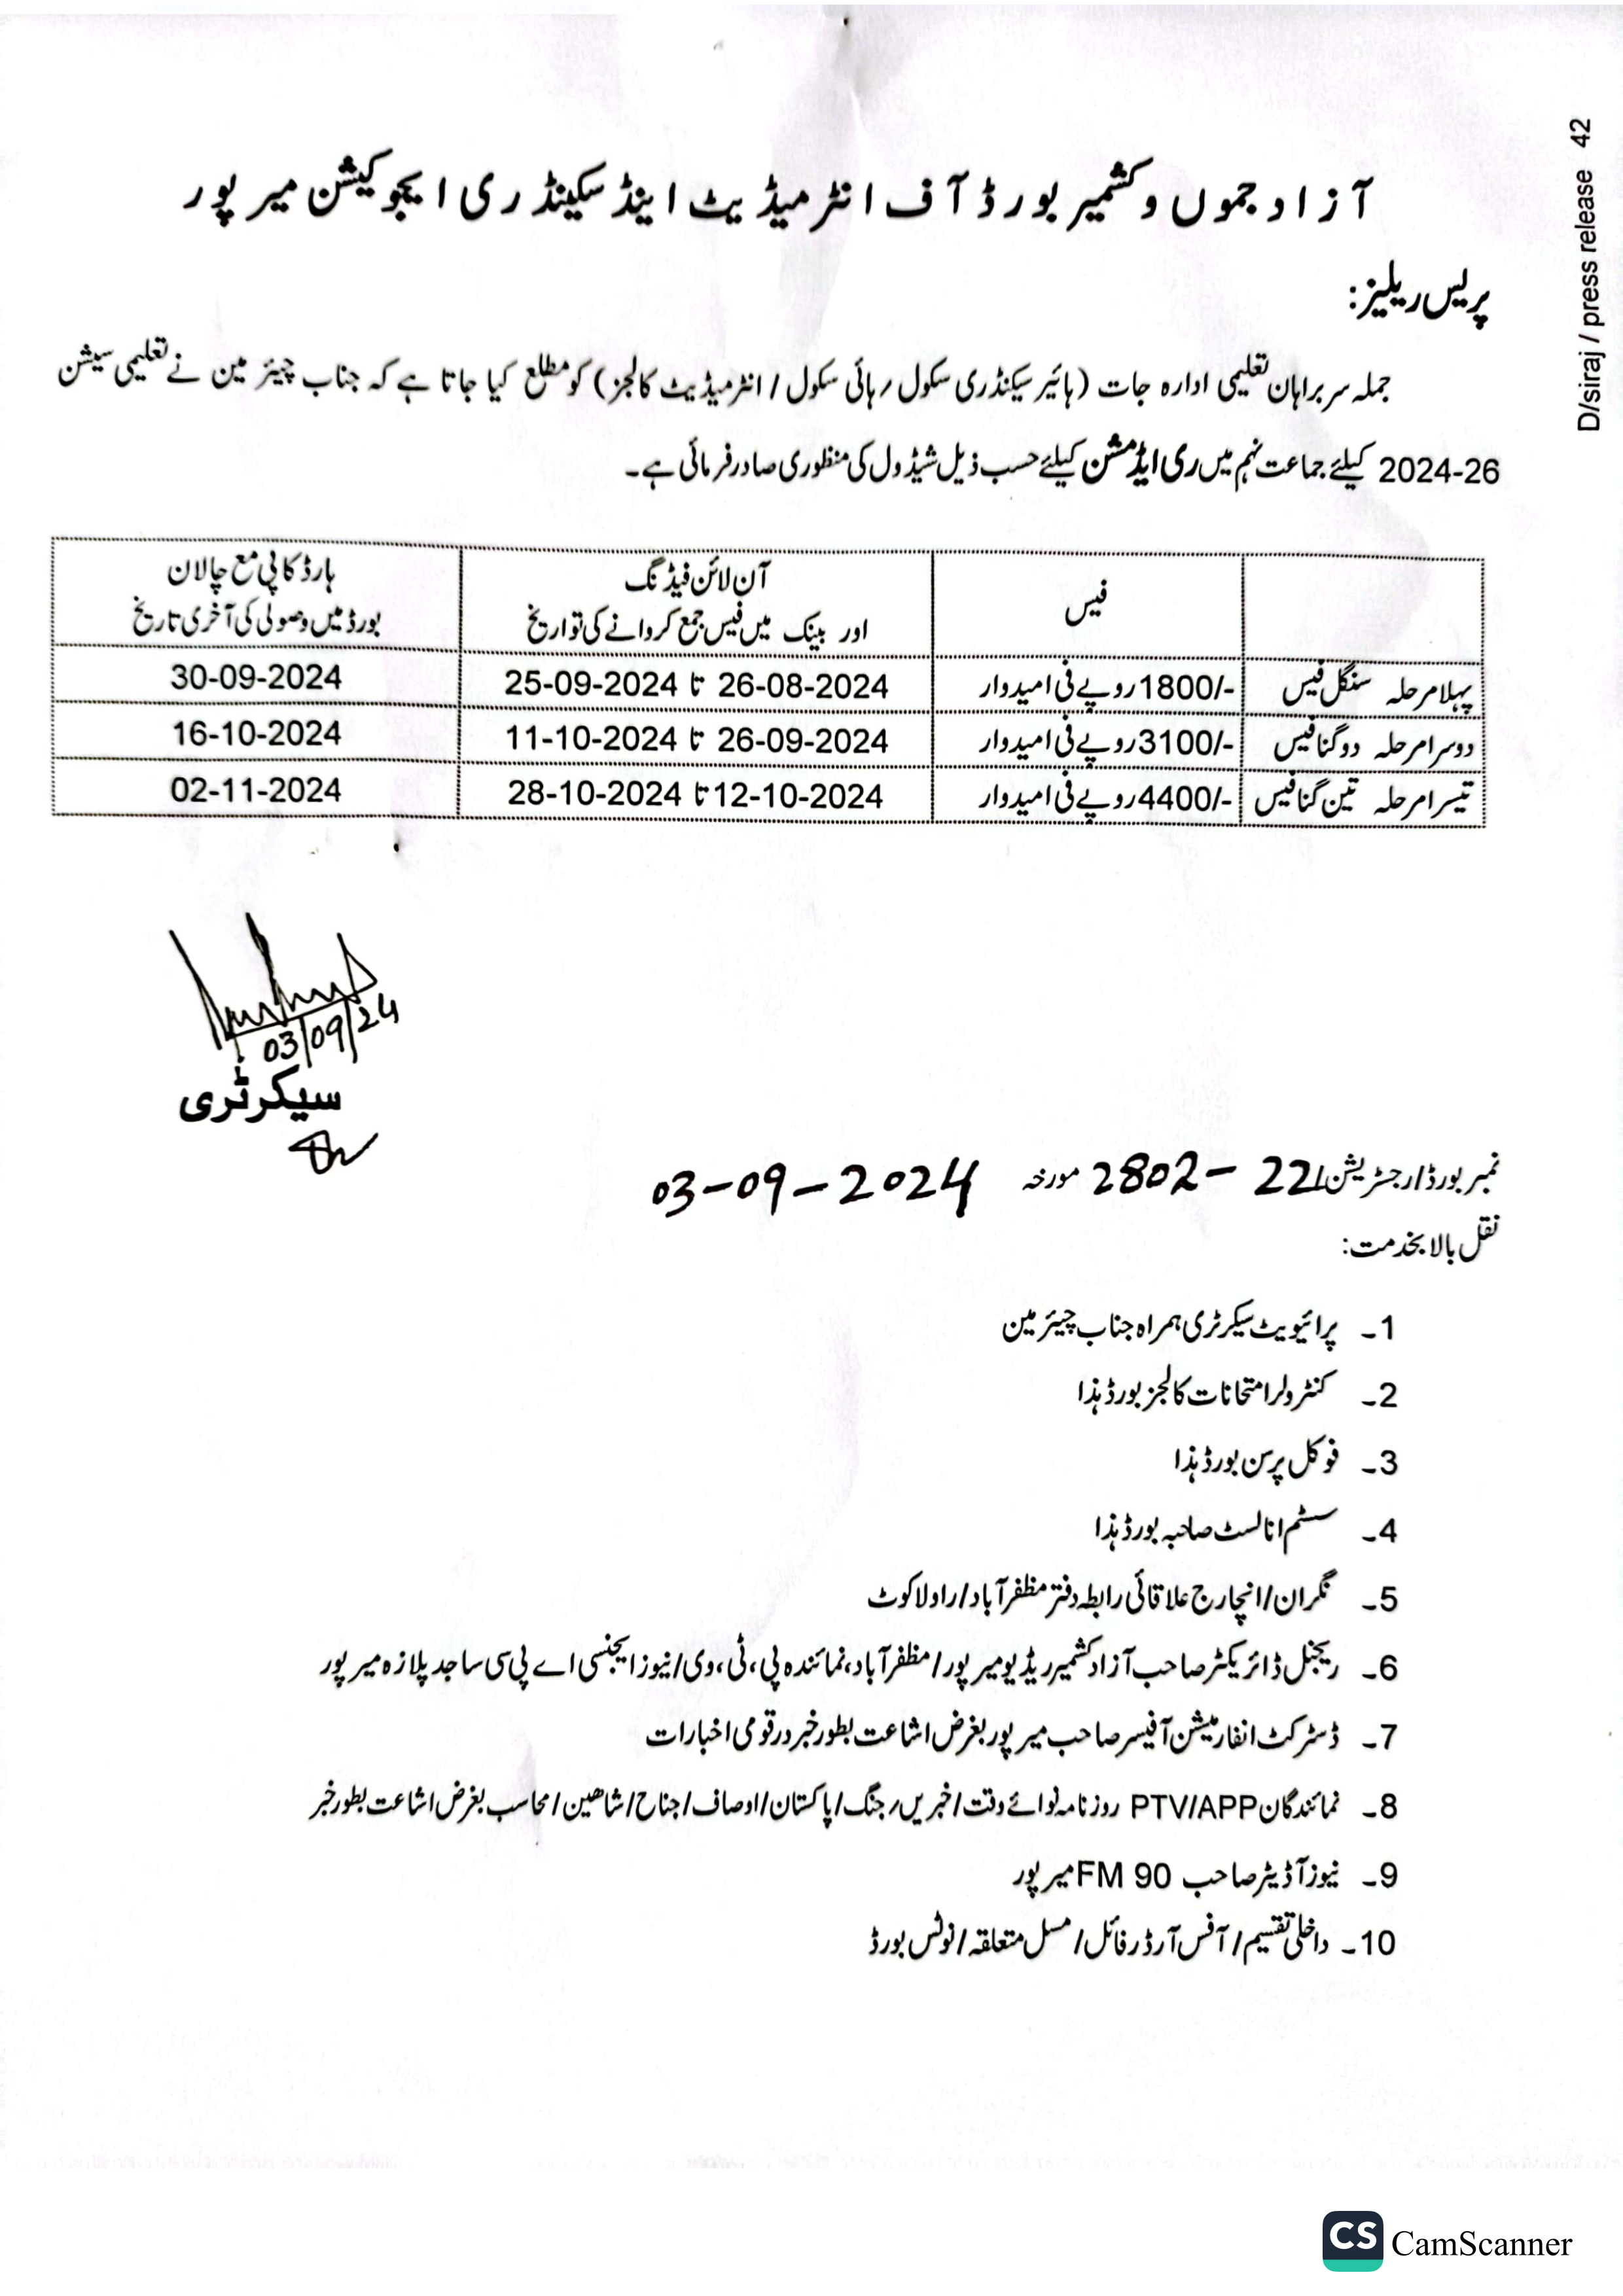 D/siraj / press release 42
آزاد جموں و کشمیر بورڈ آف انٹرمیڈیٹ اینڈ سکینڈری ایجوکیشن میرپور
پریس ریلیز:
جملہ سربراہان تعلیمی ادارہ جات (ہائیر سیکنڈری سکول / ہائی سکول / انٹرمیڈیٹ کالجز) کو مطلع کیا جاتا ہے کہ جناب چیئرمین نے تعلیمی سیشن
2024-26 کیلئے جماعت نہم میں ری ایڈمشن کیلئے حسب ذیل شیڈول کی منظوری صادر فرمائی ہے۔
فیس
آن لائن فیڈنگ
اور بینک میں فیس جمع کروانے کی تواریخ
ہارڈ کاپی مع چالان
بورڈ میں وصولی کی آخری تاریخ
پہلا مرحلہ سنگل فیس 1800/- روپے فی امیدوار 26-08-2024 تا 25-09-2024 30-09-2024
دوسرا مرحلہ دوگنا فیس 3100/- روپے فی امیدوار 26-09-2024 تا 11-10-2024 16-10-2024
تیسرا مرحلہ تین گنا فیس 4400/- روپے فی امیدوار 12-10-2024 تا 28-10-2024 02-11-2024
03/09/24
سیکرٹری
نمبر بورڈ/رجسٹریشن/ 2802-22 مورخہ 03-09-2024
نقل بالا بخدمت:
1۔ پرائیویٹ سیکرٹری ہمراہ جناب چیئرمین
2۔ کنٹرولر امتحانات کالجز بورڈ ہذا
3۔ فوکل پرسن بورڈ ہذا
4۔ سسٹم انالسٹ صاحبہ بورڈ ہذا
5۔ نگران/انچارج علاقائی رابطہ دفتر مظفرآباد/راولاکوٹ
6۔ ریجنل ڈائریکٹر صاحب آزاد کشمیر ریڈیو میرپور/مظفرآباد،نمائندہ پی،ٹی،وی/نیوز ایجنسی اے پی سی ساجد پلازہ میرپور
7۔ ڈسٹرکٹ انفارمیشن آفیسر صاحب میرپور بغرض اشاعت بطور خبر در قومی اخبارات
8۔ نمائندگان PTV/APP روزنامہ نوائے وقت/خبریں/جنگ/پاکستان/اوصاف/جناح/شاھین/محاسب بغرض اشاعت بطور خبر
9۔ نیوز آڈیٹر صاحب FM 90 میرپور
10۔ داخلی تقسیم/آفس آرڈر فائل/مسل متعلقہ/نوٹس بورڈ
CS CamScanner